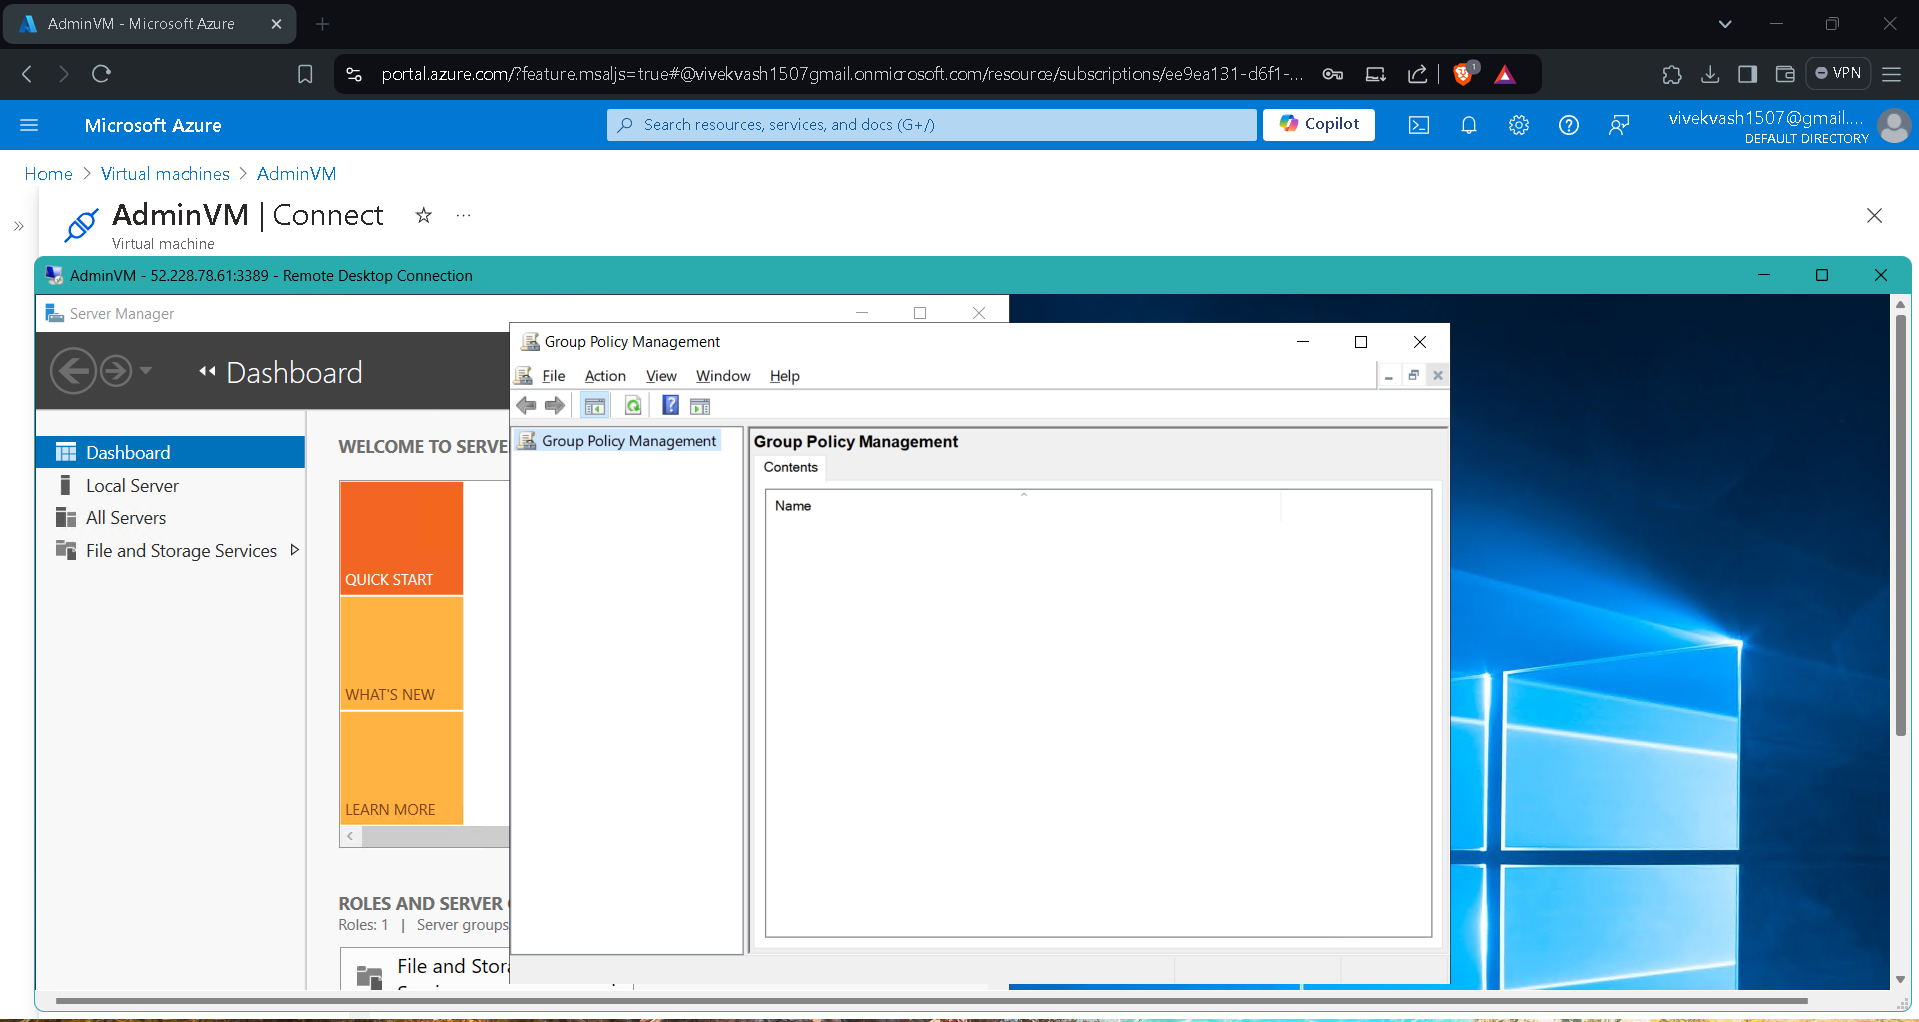 AdminVM - Microsoft Azure
portal.azure.com/?feature.msaljs=true#@vivekvash1507gmail.onmicrosoft.com/resource/subscriptions/ee9ea131-d6f1-...
1
VPN
Microsoft Azure
Search resources, services, and docs (G+/)
Copilot
vivekvash1507@gmail....
DEFAULT DIRECTORY
Home > Virtual machines > AdminVM
AdminVM | Connect
Virtual machine
AdminVM - 52.228.78.61:3389 - Remote Desktop Connection
Server Manager
Dashboard
Dashboard
Local Server
All Servers
File and Storage Services
WELCOME TO SERVE
QUICK START
WHAT'S NEW
LEARN MORE
ROLES AND SERVER
Roles: 1 | Server groups
File and Stora
Group Policy Management
File Action View Window Help
Group Policy Management
Group Policy Management
Contents
Name